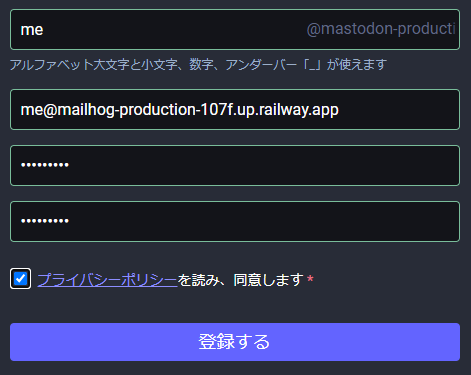 me @mastodon-producti
アルファベット大文字と小文字、数字、アンダーバー「_」が使えます
me@mailhog-production-107f.up.railway.app
•••••••••
•••••••••
プライバシーポリシーを読み、同意します *
登録する